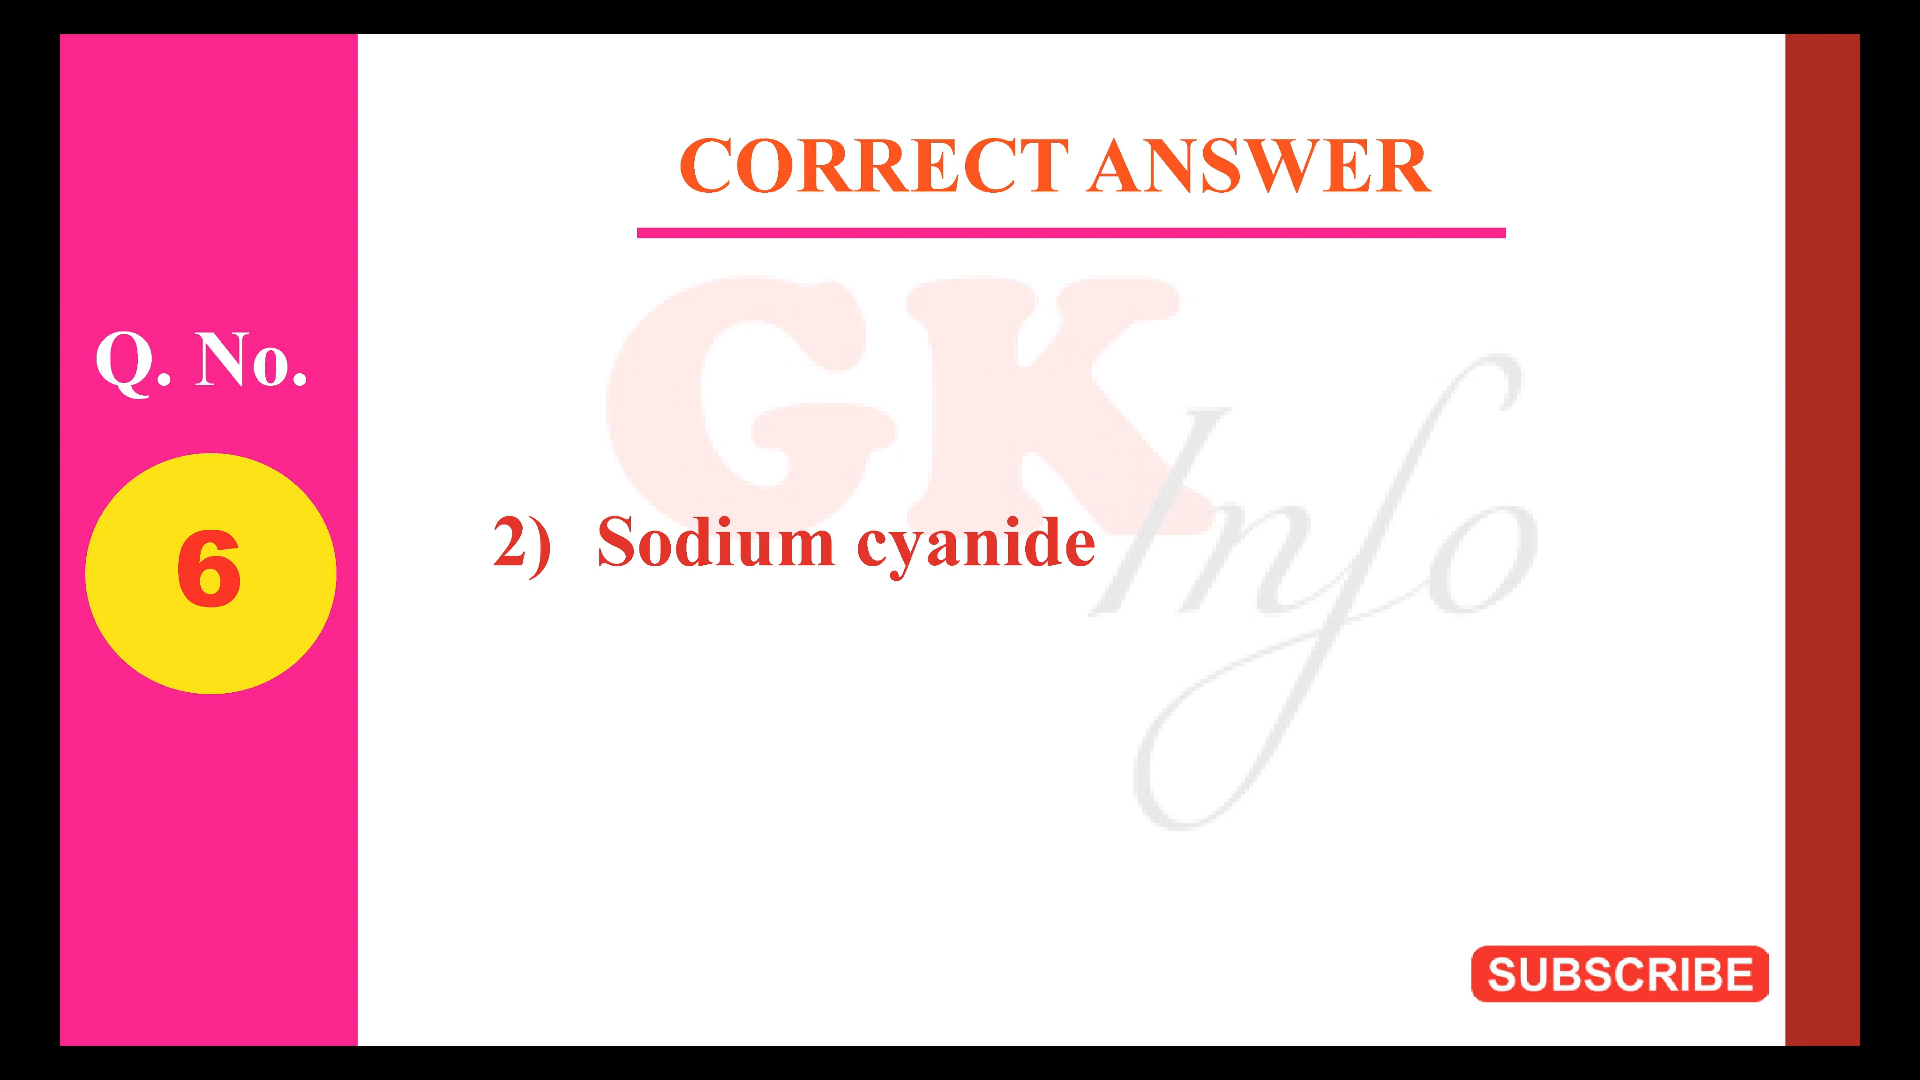 CORRECT ANSWER
GK Info
Q. No.
6
2) Sodium cyanide
SUBSCRIBE